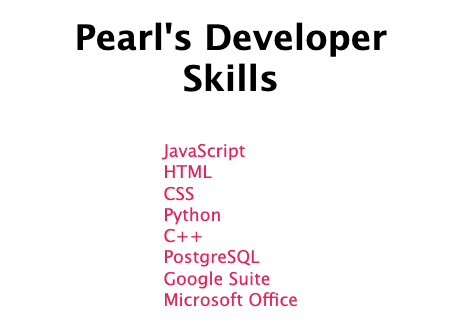 Pearl's Developer
Skills
JavaScript
HTML
CSS
Python
C++
PostgreSQL
Google Suite
Microsoft Office